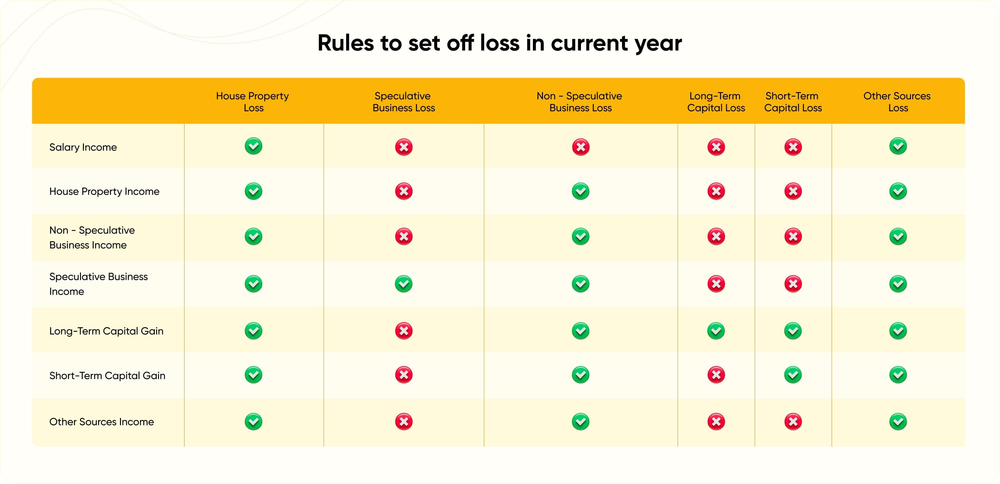 Rules to set off loss in current year
House Property
Loss
Speculative
Business Loss
Non - Speculative
Business Loss
Long-Term
Capital Loss
Short-Term
Capital Loss
Other Sources
Loss
Salary Income
House Property Income
Non - Speculative
Business Income
Speculative Business
Income
Long-Term Capital Gain
Short-Term Capital Gain
Other Sources Income